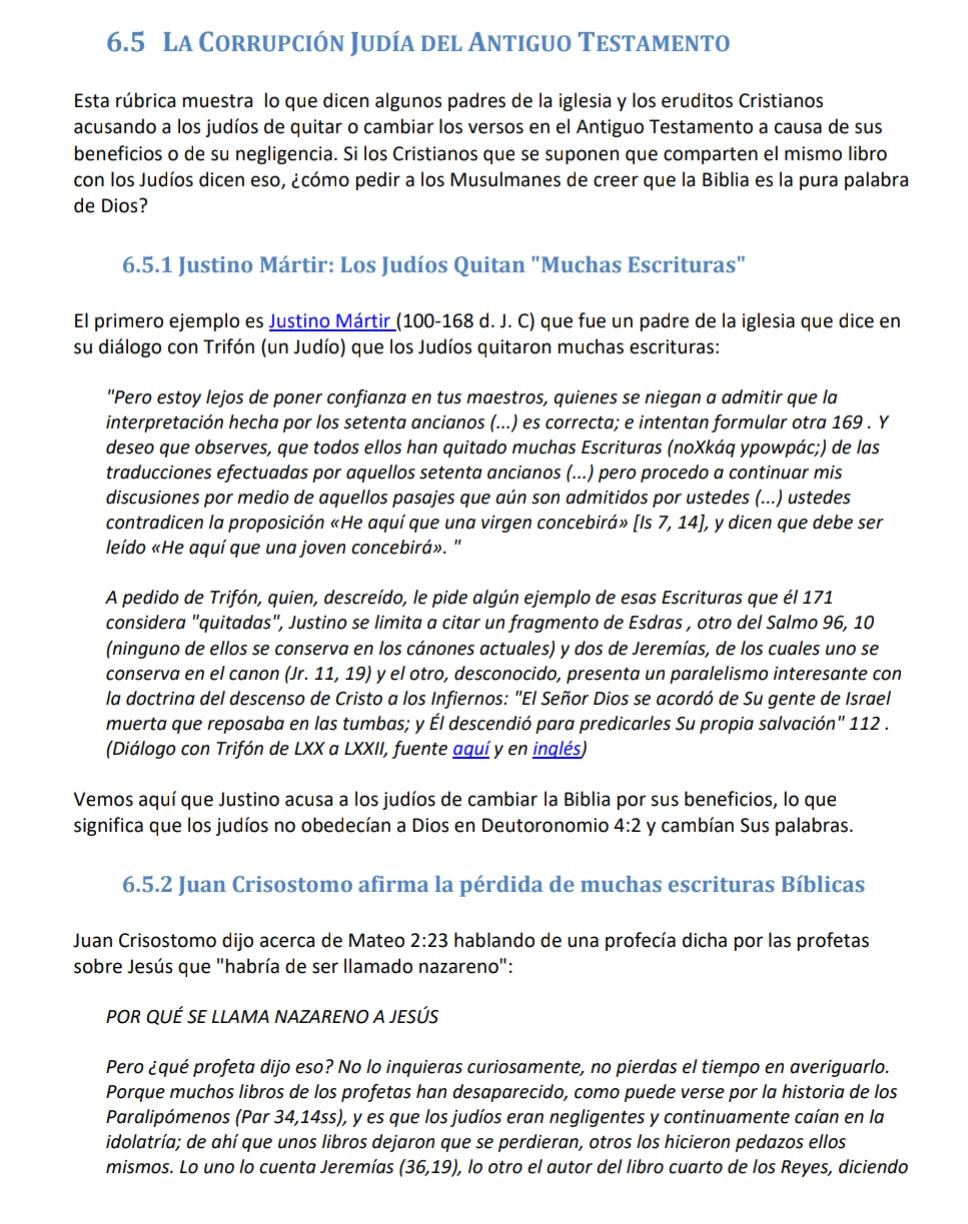 6.5 LA CORRUPCIÓN JUDÍA DEL ANTIGUO TESTAMENTO
Esta rúbrica muestra lo que dicen algunos padres de la iglesia y los eruditos Cristianos
acusando a los judíos de quitar o cambiar los versos en el Antiguo Testamento a causa de sus
beneficios o de su negligencia. Si los Cristianos que se suponen que comparten el mismo libro
con los Judíos dicen eso, ¿cómo pedir a los Musulmanes de creer que la Biblia es la pura palabra
de Dios?
6.5.1 Justino Mártir: Los Judíos Quitan "Muchas Escrituras"
El primero ejemplo es Justino Mártir (100-168 d. J. C) que fue un padre de la iglesia que dice en
su diálogo con Trifón (un Judío) que los Judíos quitaron muchas escrituras:
"Pero estoy lejos de poner confianza en tus maestros, quienes se niegan a admitir que la
interpretación hecha por los setenta ancianos (...) es correcta; e intentan formular otra 169 . Y
deseo que observes, que todos ellos han quitado muchas Escrituras (noXkáq ypowpác;) de las
traducciones efectuadas por aquellos setenta ancianos (...) pero procedo a continuar mis
discusiones por medio de aquellos pasajes que aún son admitidos por ustedes (...) ustedes
contradicen la proposición «He aquí que una virgen concebirá» [Is 7, 14], y dicen que debe ser
leído «He aquí que una joven concebirá». "
A pedido de Trifón, quien, descreído, le pide algún ejemplo de esas Escrituras que él 171
considera "quitadas", Justino se limita a citar un fragmento de Esdras , otro del Salmo 96, 10
(ninguno de ellos se conserva en los cánones actuales) y dos de Jeremías, de los cuales uno se
conserva en el canon (Jr. 11, 19) y el otro, desconocido, presenta un paralelismo interesante con
la doctrina del descenso de Cristo a los Infiernos: "El Señor Dios se acordó de Su gente de Israel
muerta que reposaba en las tumbas; y Él descendió para predicarles Su propia salvación" 112 .
(Diálogo con Trifón de LXX a LXXII, fuente aquí y en inglés)
Vemos aquí que Justino acusa a los judíos de cambiar la Biblia por sus beneficios, lo que
significa que los judíos no obedecían a Dios en Deutoronomio 4:2 y cambían Sus palabras.
6.5.2 Juan Crisostomo afirma la pérdida de muchas escrituras Bíblicas
Juan Crisostomo dijo acerca de Mateo 2:23 hablando de una profecía dicha por las profetas
sobre Jesús que "habría de ser llamado nazareno":
POR QUÉ SE LLAMA NAZARENO A JESÚS
Pero ¿qué profeta dijo eso? No lo inquieras curiosamente, no pierdas el tiempo en averiguarlo.
Porque muchos libros de los profetas han desaparecido, como puede verse por la historia de los
Paralipómenos (Par 34,14ss), y es que los judíos eran negligentes y continuamente caían en la
idolatría; de ahí que unos libros dejaron que se perdieran, otros los hicieron pedazos ellos
mismos. Lo uno lo cuenta Jeremías (36,19), lo otro el autor del libro cuarto de los Reyes, diciendo